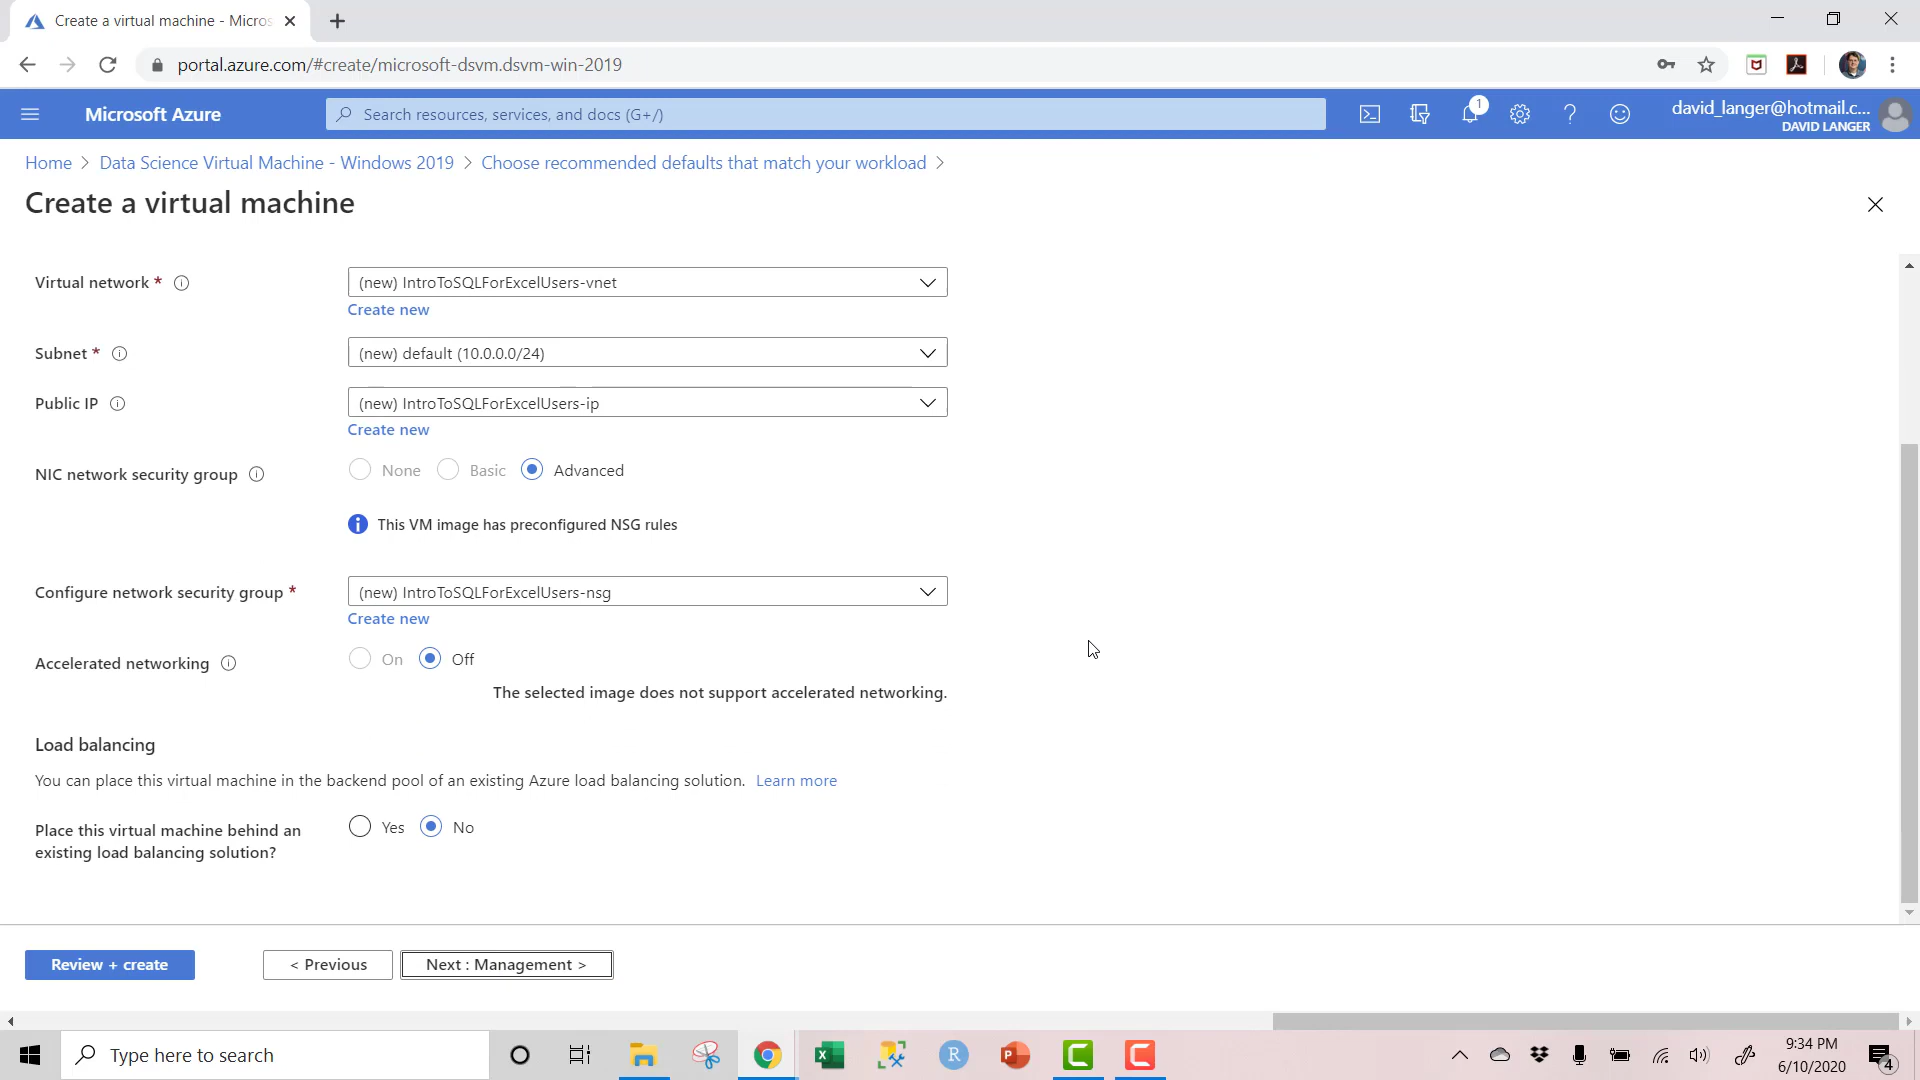 Create a virtual machine - Micros
portal.azure.com/#create/microsoft-dsvm.dsvm-win-2019
Microsoft Azure
Search resources, services, and docs (G+/)
1
david_langer@hotmail.c...
DAVID LANGER
Home > Data Science Virtual Machine - Windows 2019 > Choose recommended defaults that match your workload >
Create a virtual machine
Virtual network *
(new) IntroToSQLForExcelUsers-vnet
Create new
Subnet *
(new) default (10.0.0.0/24)
Public IP
(new) IntroToSQLForExcelUsers-ip
Create new
NIC network security group
None Basic Advanced
This VM image has preconfigured NSG rules
Configure network security group *
(new) IntroToSQLForExcelUsers-nsg
Create new
Accelerated networking
On Off
The selected image does not support accelerated networking.
Load balancing
You can place this virtual machine in the backend pool of an existing Azure load balancing solution. Learn more
Place this virtual machine behind an
existing load balancing solution?
Yes No
Review + create
< Previous
Next : Management >
Type here to search
9:34 PM
6/10/2020
4